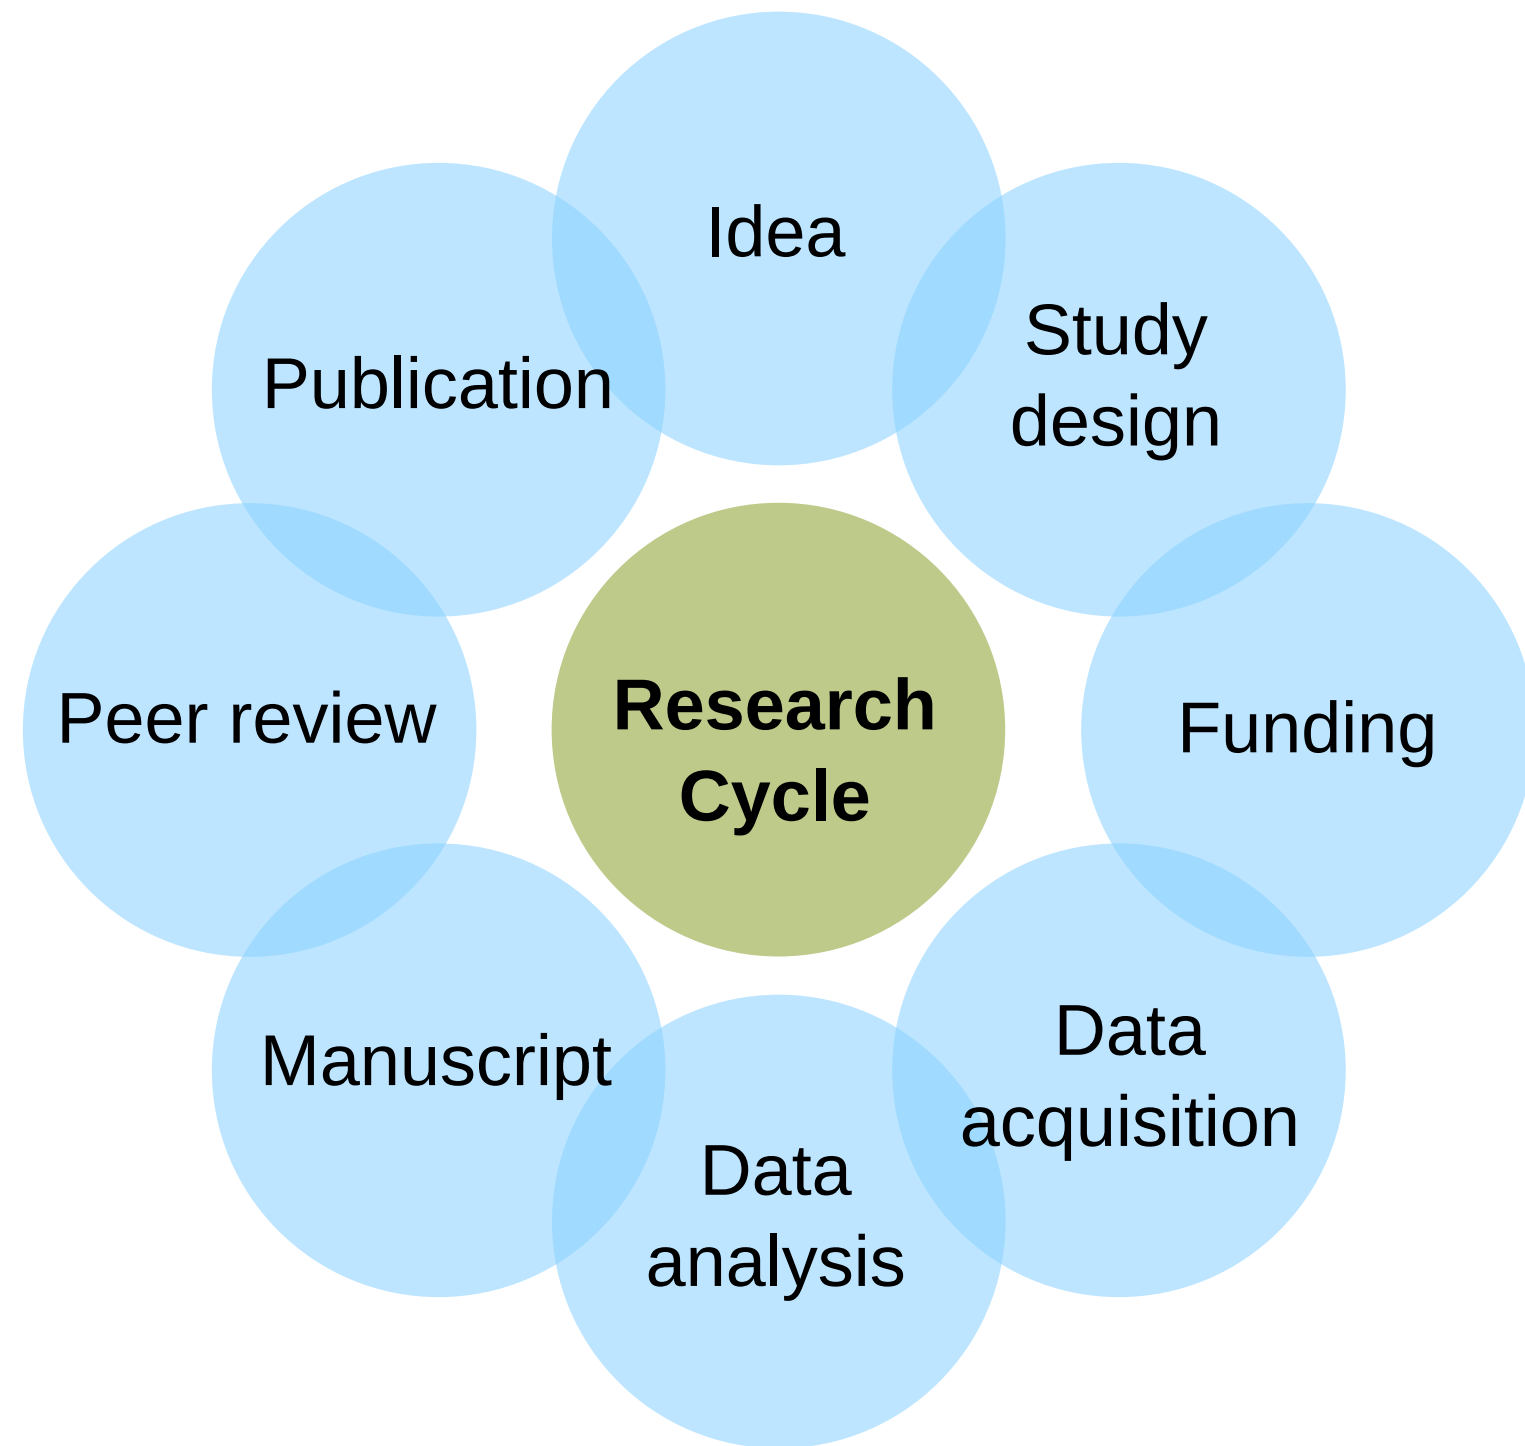 Idea
Study
design
Publication
Peer review
Research
Cycle
Funding
Manuscript
Data
acquisition
Data
analysis